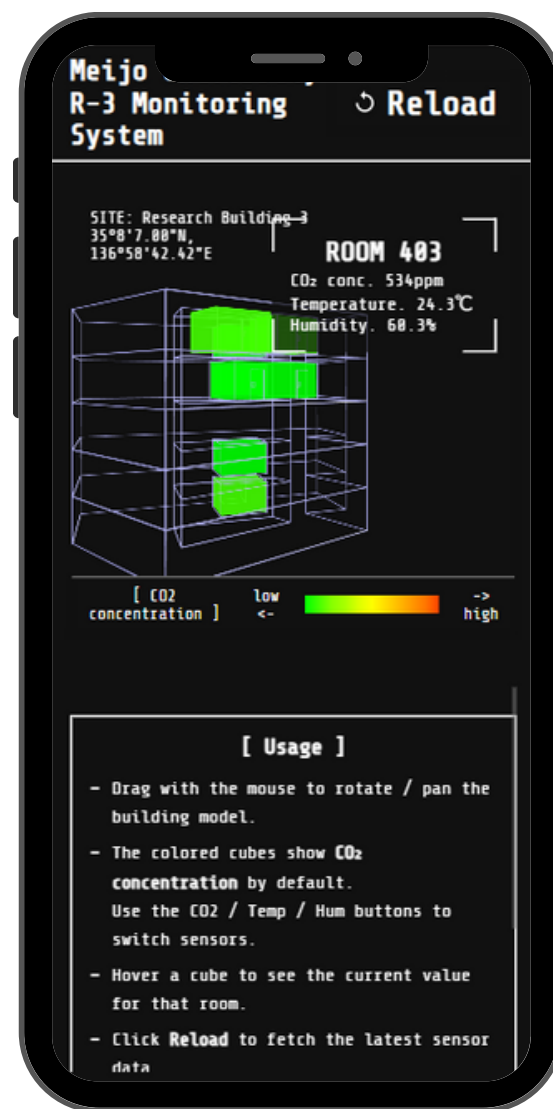 Meijo
R-3 Monitoring
System
Reload
SITE: Research Building 3
35°8'7.00"N,
136°58'42.42"E
ROOM 403
CO₂ conc. 534ppm
Temperature. 24.3℃
Humidity. 60.3%
[ CO2
concentration ]
low
<-
->
high
[ Usage ]
- Drag with the mouse to rotate / pan the
building model.
- The colored cubes show CO₂
concentration by default.
Use the CO2 / Temp / Hum buttons to
switch sensors.
- Hover a cube to see the current value
for that room.
- Click Reload to fetch the latest sensor
data